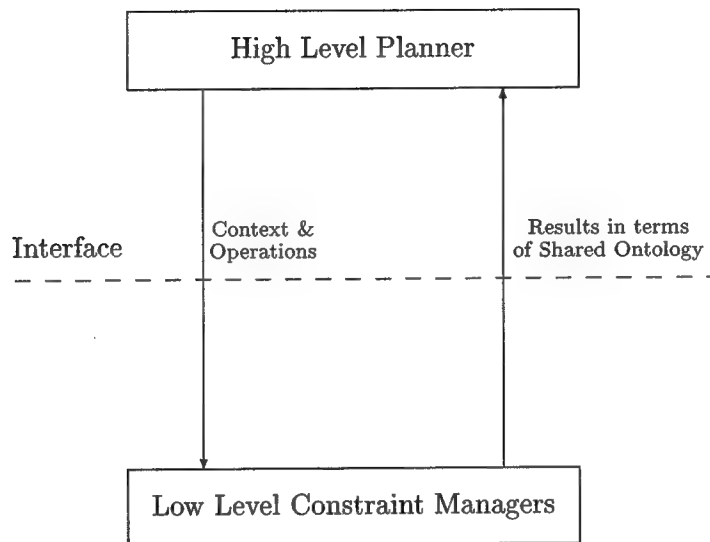 High Level Planner
Context &
Operations
Results in terms
of Shared Ontology
Interface
Low Level Constraint Managers